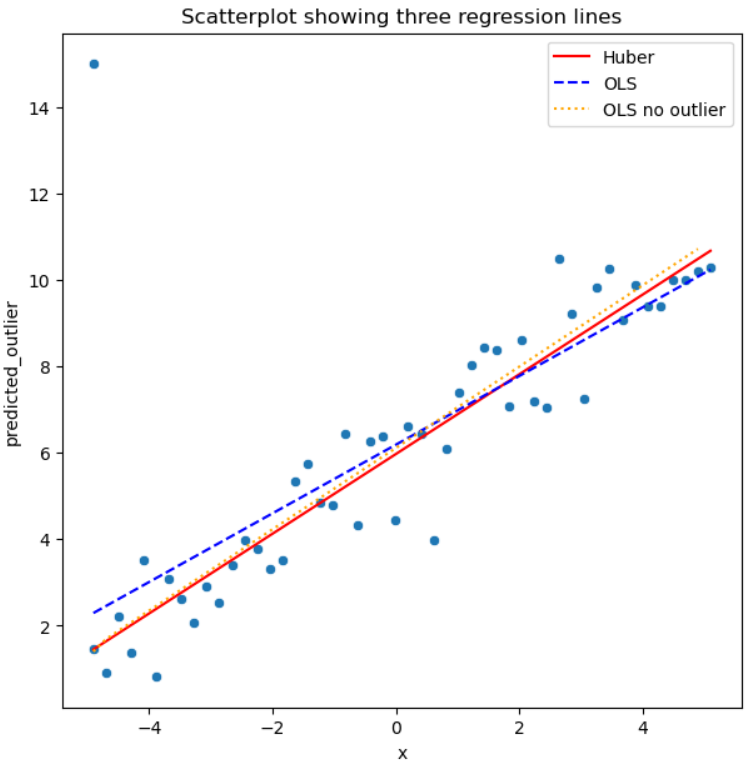 Scatterplot showing three regression lines
Huber
OLS
OLS no outlier
14
12
10
8
6
4
2
predicted_outlier
−4
−2
0
2
4
x